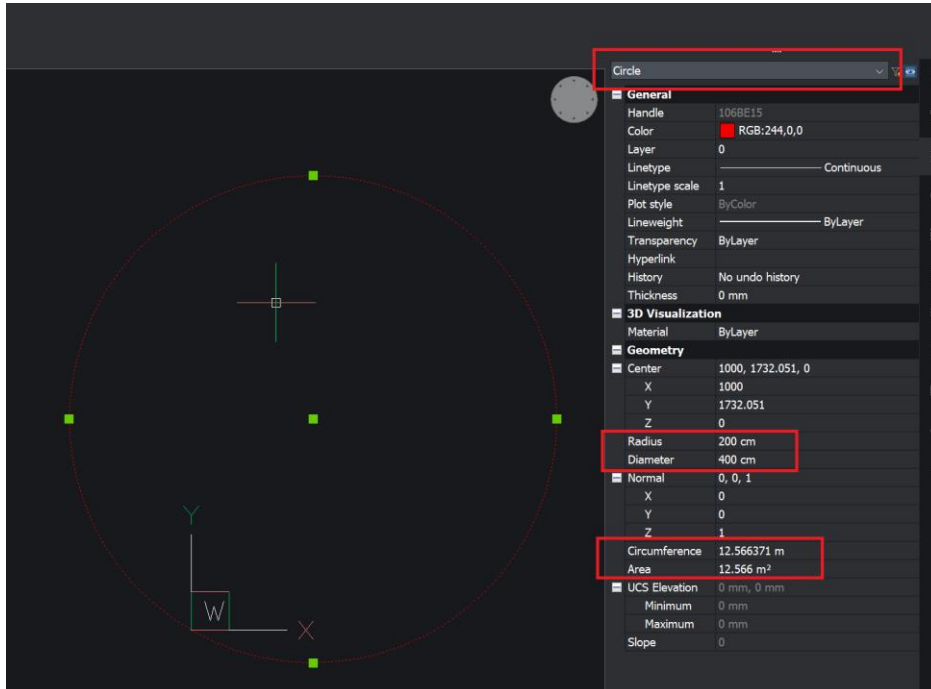 Circle
General
Handle 106BE15
Color RGB:244,0,0
Layer 0
Linetype Continuous
Linetype scale 1
Plot style ByColor
Lineweight ByLayer
Transparency ByLayer
Hyperlink
History No undo history
Thickness 0 mm
3D Visualization
Material ByLayer
Geometry
Center 1000, 1732.051, 0
X 1000
Y 1732.051
Z 0
Radius 200 cm
Diameter 400 cm
Normal 0, 0, 1
X 0
Y 0
Z 1
Circumference 12.566371 m
Area 12.566 m²
UCS Elevation 0 mm, 0 mm
Minimum 0 mm
Maximum 0 mm
Slope 0
Y
W
X